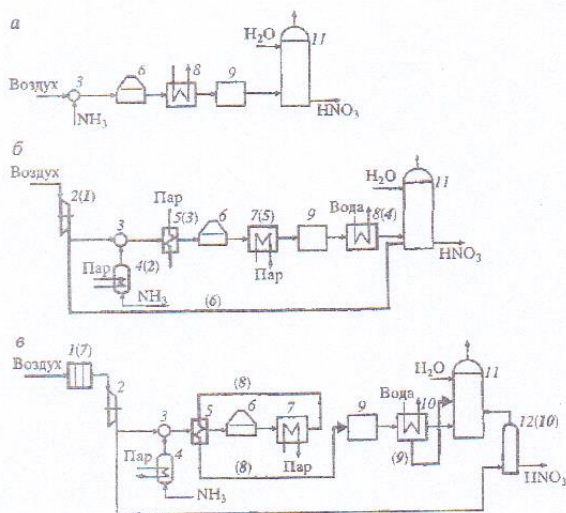 а
H₂O
11
Воздух
3
6
8
9
NH₃
HNO₃
б
Воздух
2(1)
Пар
H₂O
11
3
5(3)
6
7(5)
9
Вода
8(4)
Пар
4(2)
Пар
NH₃
(6)
HNO₃
в
1(7)
Воздух
2
(8)
H₂O
11
3
5
6
7
9
Вода
10
12(10)
Пар
4
(8)
Пар
(9)
NH₃
HNO₃